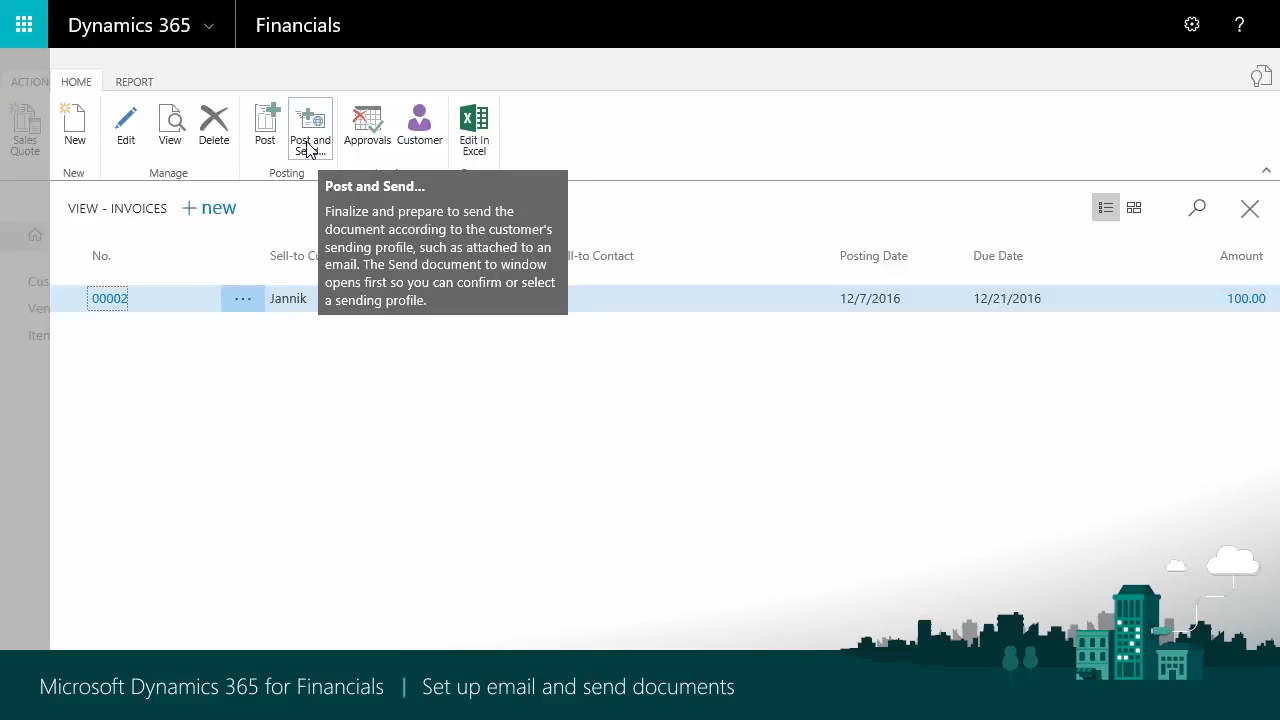 Dynamics 365 Financials ?
ACTION HOME REPORT
Sales Quote New Edit View Delete Post Post and Send... Approvals Customer Edit In Excel
New Manage Posting
Post and Send...
Finalize and prepare to send the
document according to the customer's
sending profile, such as attached to an
email. The Send document to window
opens first so you can confirm or select
a sending profile.
VIEW - INVOICES + new
No. Sell-to Cu ll-to Contact Posting Date Due Date Amount
00002 ... Jannik 12/7/2016 12/21/2016 100.00
Cus
Ven
Item
Microsoft Dynamics 365 for Financials | Set up email and send documents